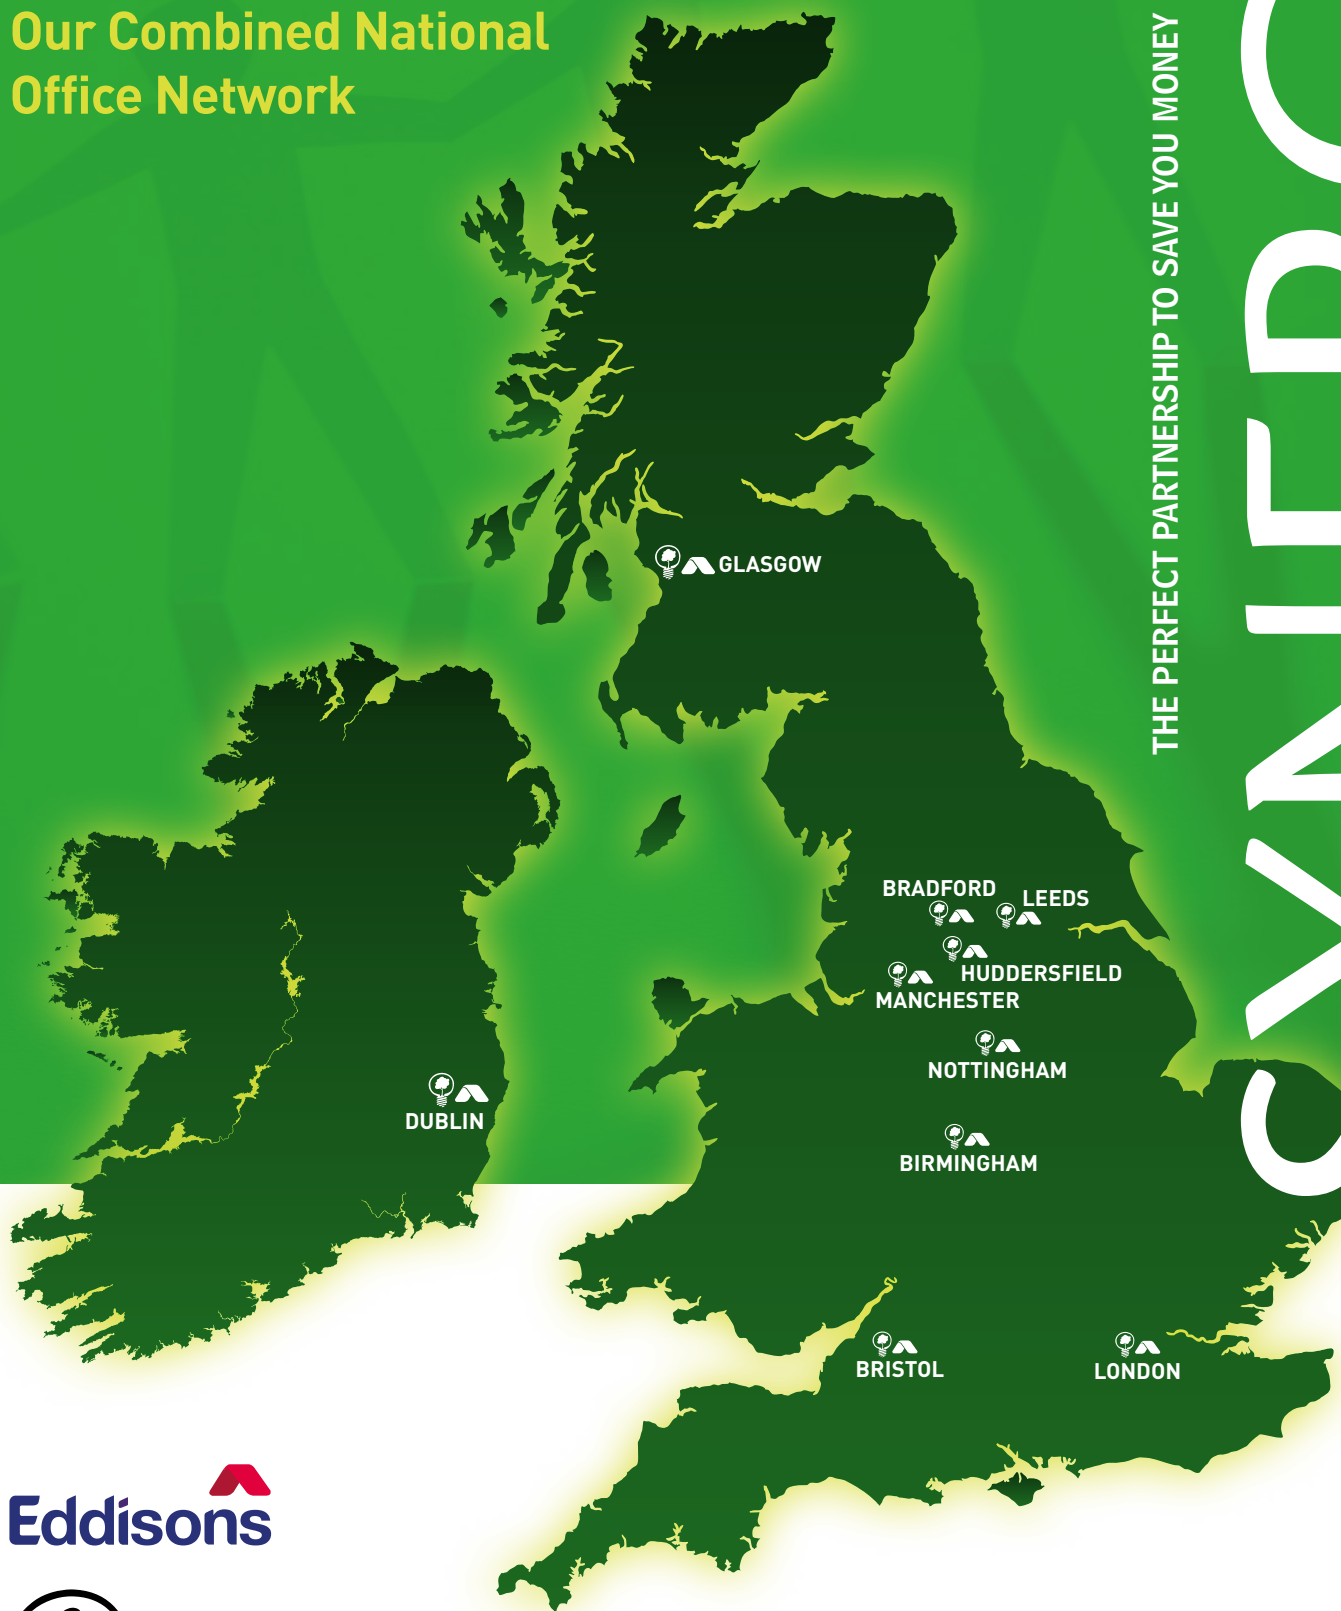 Our Combined National
Office Network
THE PERFECT PARTNERSHIP TO SAVE YOU MONEY
GLASGOW
BRADFORD
LEEDS
HUDDERSFIELD
MANCHESTER
NOTTINGHAM
DUBLIN
BIRMINGHAM
BRISTOL
LONDON
Eddisons